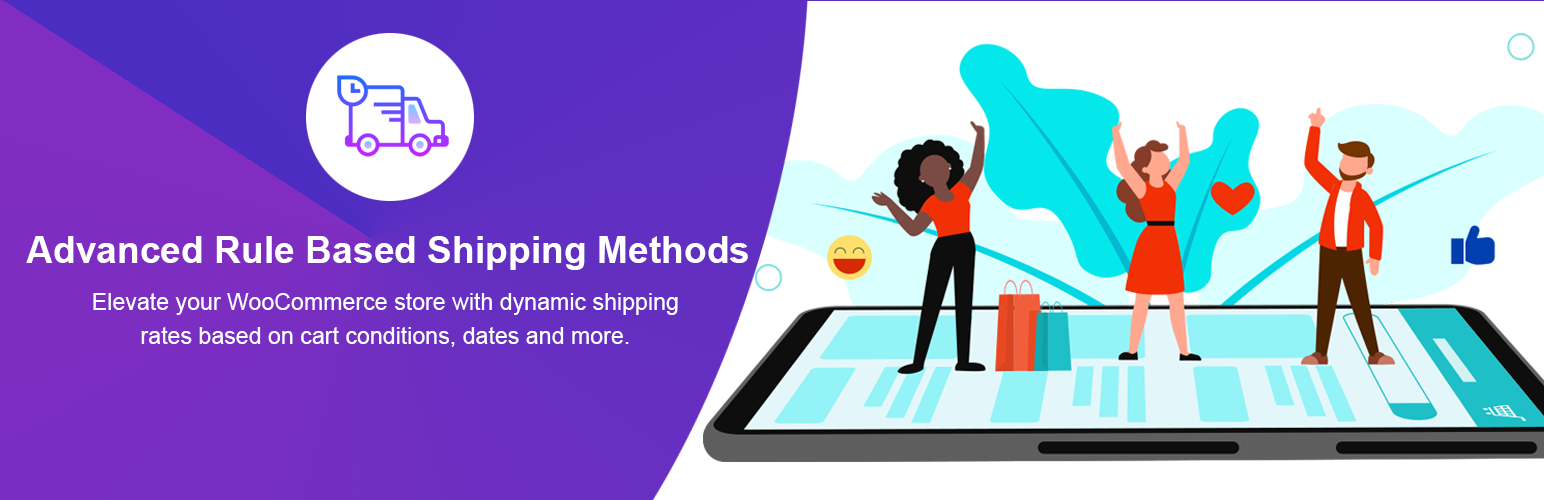 Advanced Rule Based Shipping Methods
Elevate your WooCommerce store with dynamic shipping
rates based on cart conditions, dates and more.